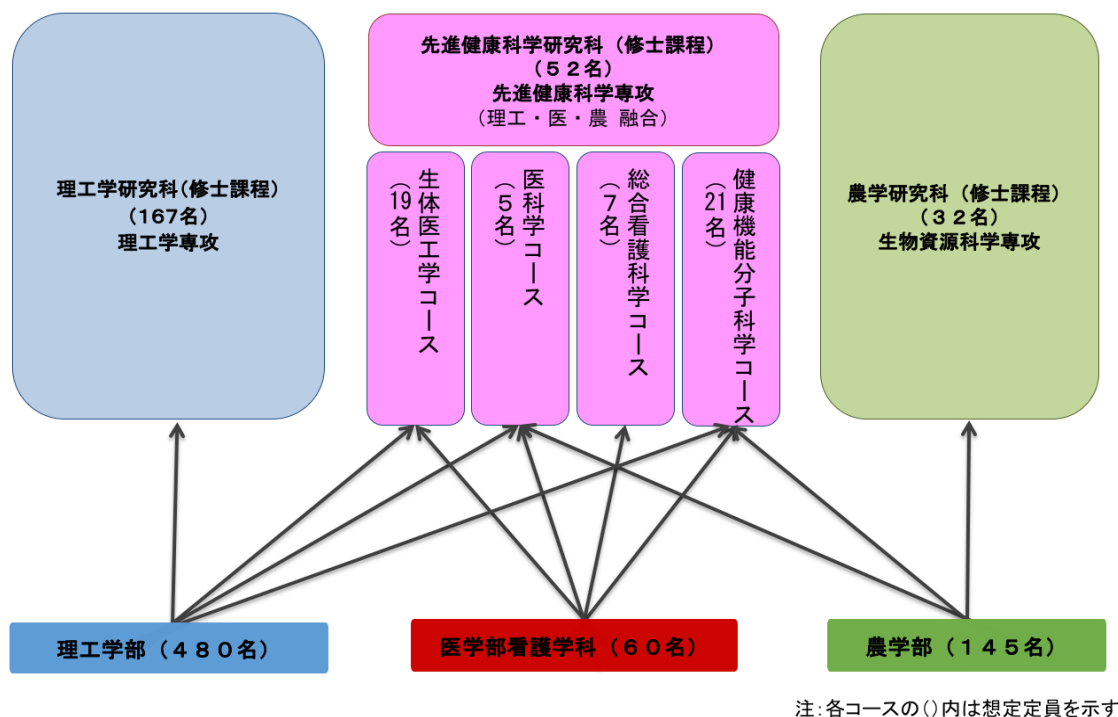 理工学研究科(修士課程)
(167名)
理工学専攻
先進健康科学研究科（修士課程）
（５２名）
先進健康科学専攻
（理工・医・農 融合）
生体医工学コース
（19名）
医科学コース
（５名）
総合看護科学コース
（７名）
健康機能分子科学コース
（21名）
農学研究科（修士課程）
（３２名）
生物資源科学専攻
理工学部（４８０名）
医学部看護学科（６０名）
農学部（１４５名）
注：各コースの()内は想定定員を示す